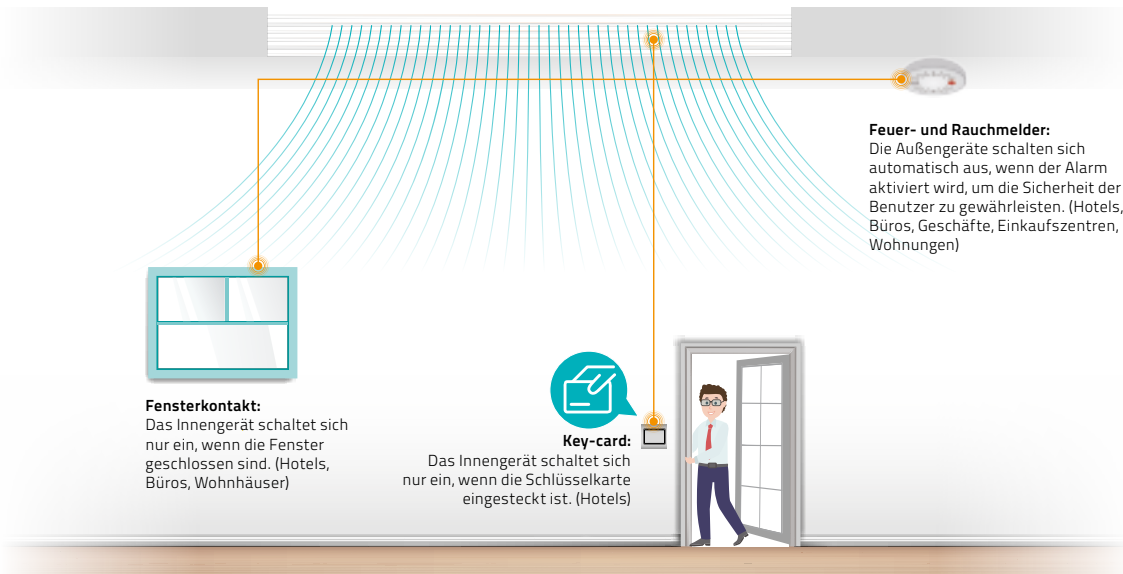 Feuer- und Rauchmelder:
Die Außengeräte schalten sich
automatisch aus, wenn der Alarm
aktiviert wird, um die Sicherheit der
Benutzer zu gewährleisten. (Hotels,
Büros, Geschäfte, Einkaufszentren,
Wohnungen)
Fensterkontakt:
Das Innengerät schaltet sich
nur ein, wenn die Fenster
geschlossen sind. (Hotels,
Büros, Wohnhäuser)
Key-card:
Das Innengerät schaltet sich
nur ein, wenn die Schlüsselkarte
eingesteckt ist. (Hotels)